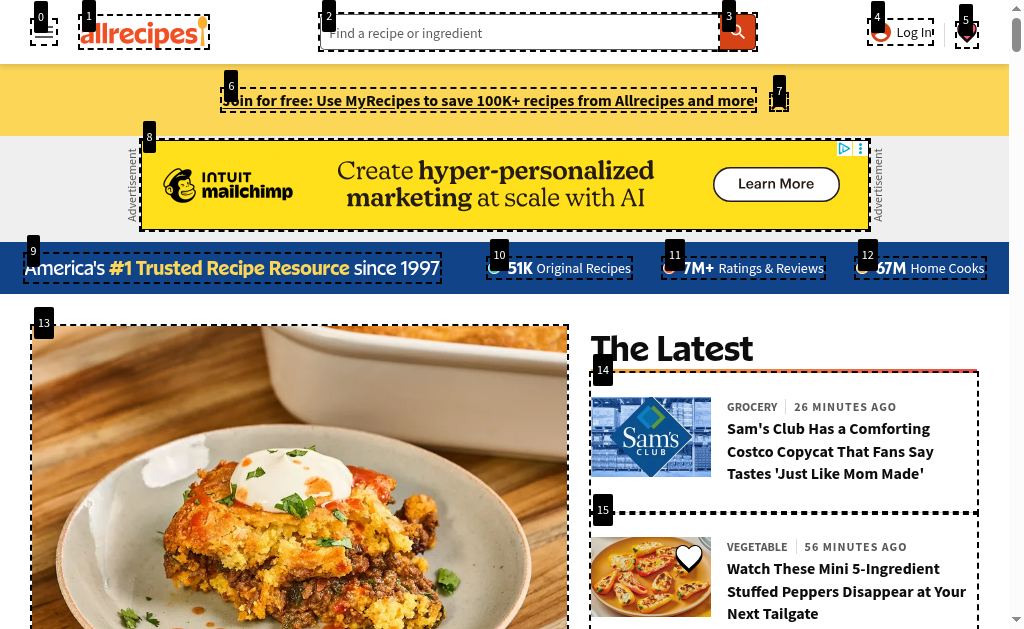 0
1
allrecipes
2
Find a recipe or ingredient
3
4
Log In
5
6
Join for free: Use MyRecipes to save 100K+ recipes from Allrecipes and more
7
8
Advertisement
INTUIT
mailchimp
Create hyper-personalized
marketing at scale with AI
Learn More
Advertisement
9
America's #1 Trusted Recipe Resource since 1997
10
51K Original Recipes
11
7M+ Ratings & Reviews
12
67M Home Cooks
13
The Latest
14
Sam's
CLUB
GROCERY
26 MINUTES AGO
Sam's Club Has a Comforting
Costco Copycat That Fans Say
Tastes 'Just Like Mom Made'
15
VEGETABLE
56 MINUTES AGO
Watch These Mini 5-Ingredient
Stuffed Peppers Disappear at Your
Next Tailgate